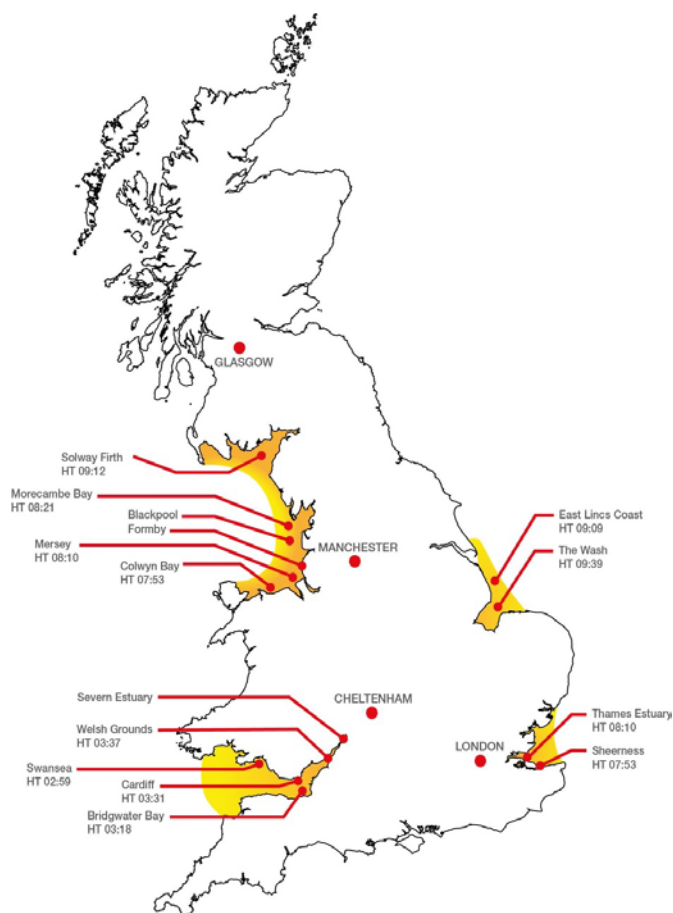 GLASGOW
Solway Firth
HT 09:12
Morecambe Bay
HT 08:21
Blackpool
Formby
Mersey
HT 08:10
Colwyn Bay
HT 07:53
MANCHESTER
East Lincs Coast
HT 09:09
The Wash
HT 09:39
Severn Estuary
CHELTENHAM
Welsh Grounds
HT 03:37
Swansea
HT 02:59
Cardiff
HT 03:31
Bridgwater Bay
HT 03:18
LONDON
Thames Estuary
HT 08:10
Sheerness
HT 07:53